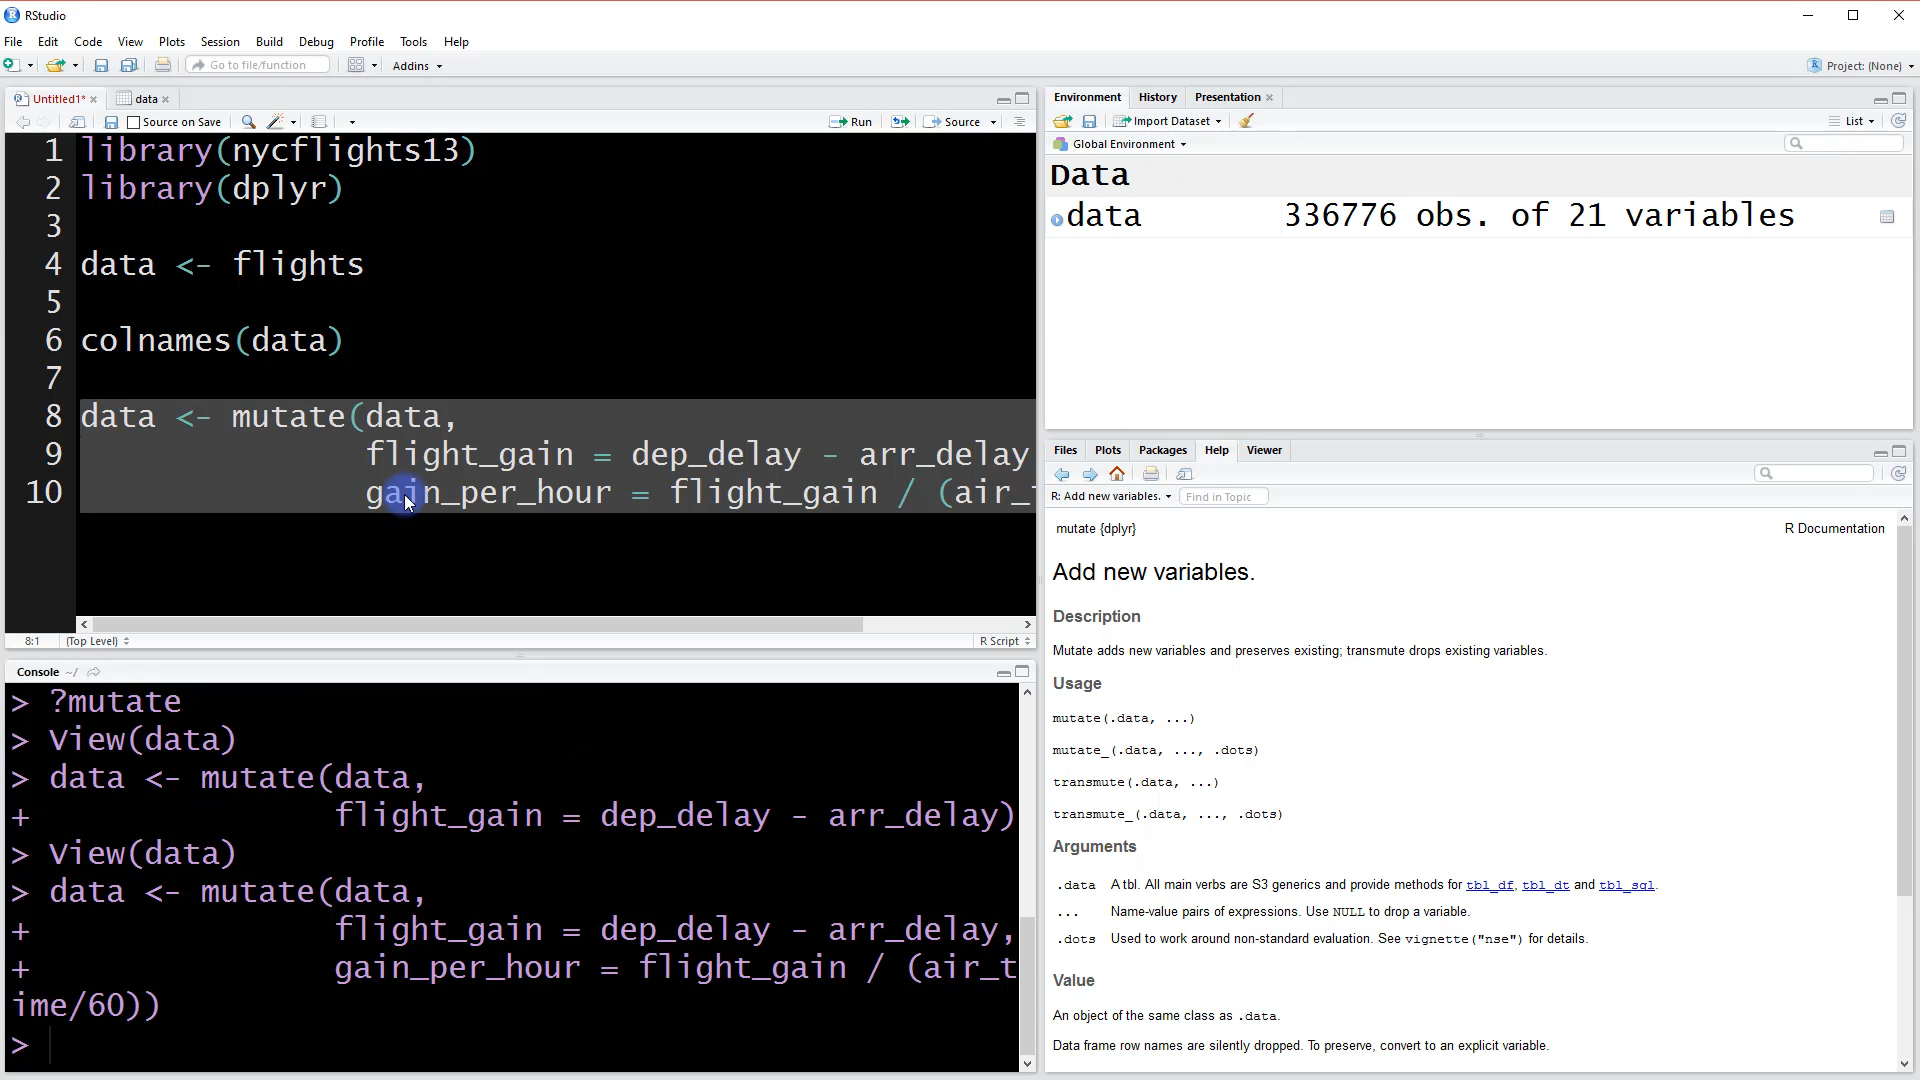 RStudio
File Edit Code View Plots Session Build Debug Profile Tools Help
Go to file/function Addins Project: (None)
Untitled1* data
Source on Save Run Source
1 library(nycflights13)
2 library(dplyr)
3
4 data <- flights
5
6 colnames(data)
7
8 data <- mutate(data,
9 flight_gain = dep_delay - arr_delay
10 gain_per_hour = flight_gain / (air_t
8:1 (Top Level) R Script
Console ~/
> ?mutate
> View(data)
> data <- mutate(data,
+ flight_gain = dep_delay - arr_delay)
> View(data)
> data <- mutate(data,
+ flight_gain = dep_delay - arr_delay,
+ gain_per_hour = flight_gain / (air_t
ime/60))
>
Environment History Presentation
Import Dataset List
Global Environment
Data
data 336776 obs. of 21 variables
Files Plots Packages Help Viewer
R: Add new variables. Find in Topic
mutate {dplyr} R Documentation
Add new variables.
Description
Mutate adds new variables and preserves existing; transmute drops existing variables.
Usage
mutate(.data, ...)
mutate_(.data, ..., .dots)
transmute(.data, ...)
transmute_(.data, ..., .dots)
Arguments
.data A tbl. All main verbs are S3 generics and provide methods for tbl_df, tbl_dt and tbl_sql.
... Name-value pairs of expressions. Use NULL to drop a variable.
.dots Used to work around non-standard evaluation. See vignette("nse") for details.
Value
An object of the same class as .data.
Data frame row names are silently dropped. To preserve, convert to an explicit variable.